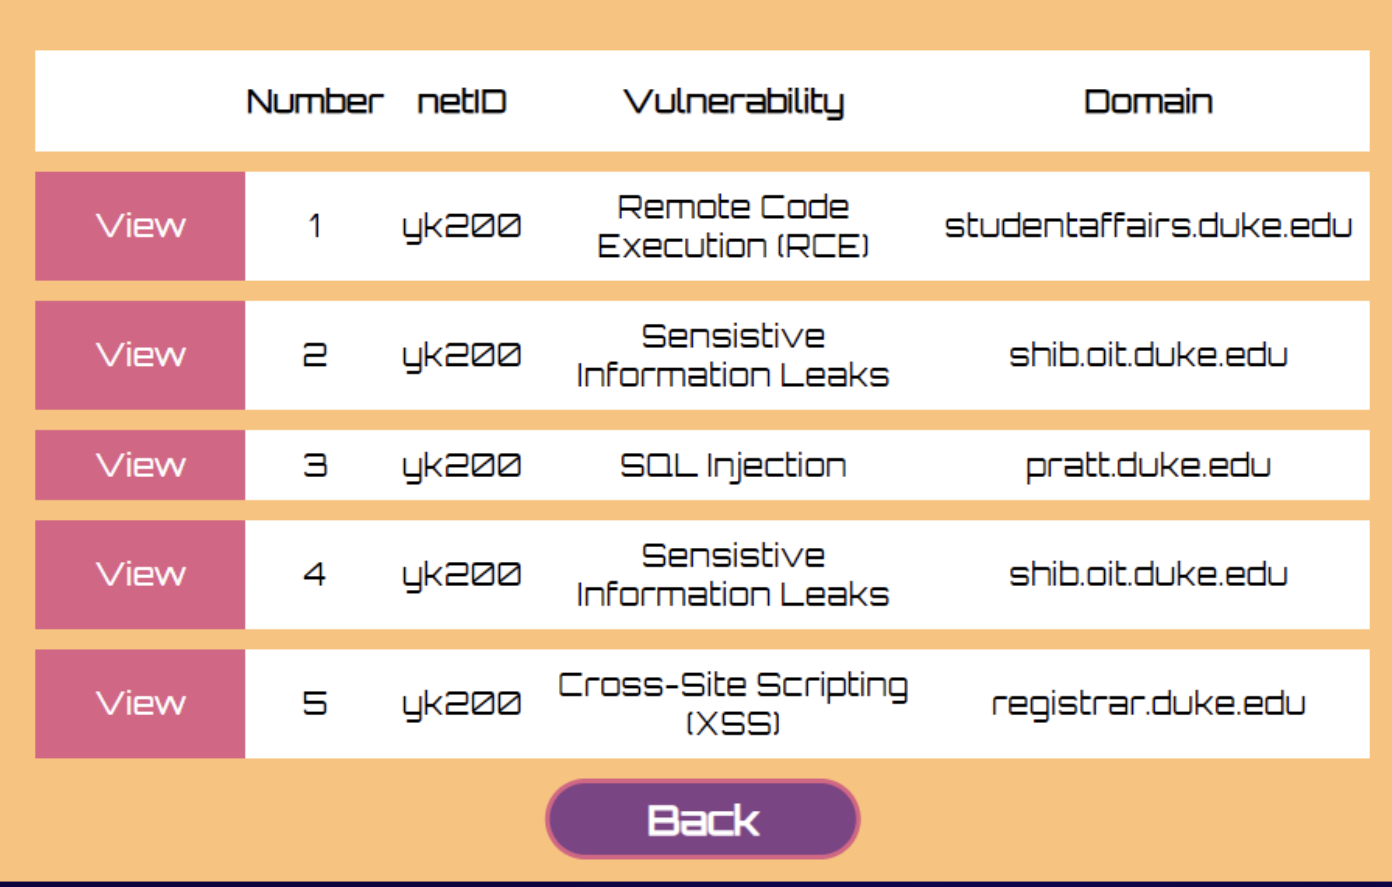 Number netID Vulnerability Domain
View 1 yk200 Remote Code Execution (RCE) studentaffairs.duke.edu
View 2 yk200 Sensistive Information Leaks shib.oit.duke.edu
View 3 yk200 SQL Injection pratt.duke.edu
View 4 yk200 Sensistive Information Leaks shib.oit.duke.edu
View 5 yk200 Cross-Site Scripting (XSS) registrar.duke.edu
Back